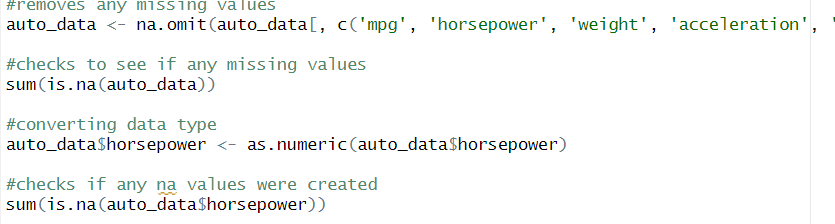 #removes any missing values
auto_data <- na.omit(auto_data[, c('mpg', 'horsepower', 'weight', 'acceleration', '
#checks to see if any missing values
sum(is.na(auto_data))
#converting data type
auto_data$horsepower <- as.numeric(auto_data$horsepower)
#checks if any na values were created
sum(is.na(auto_data$horsepower))